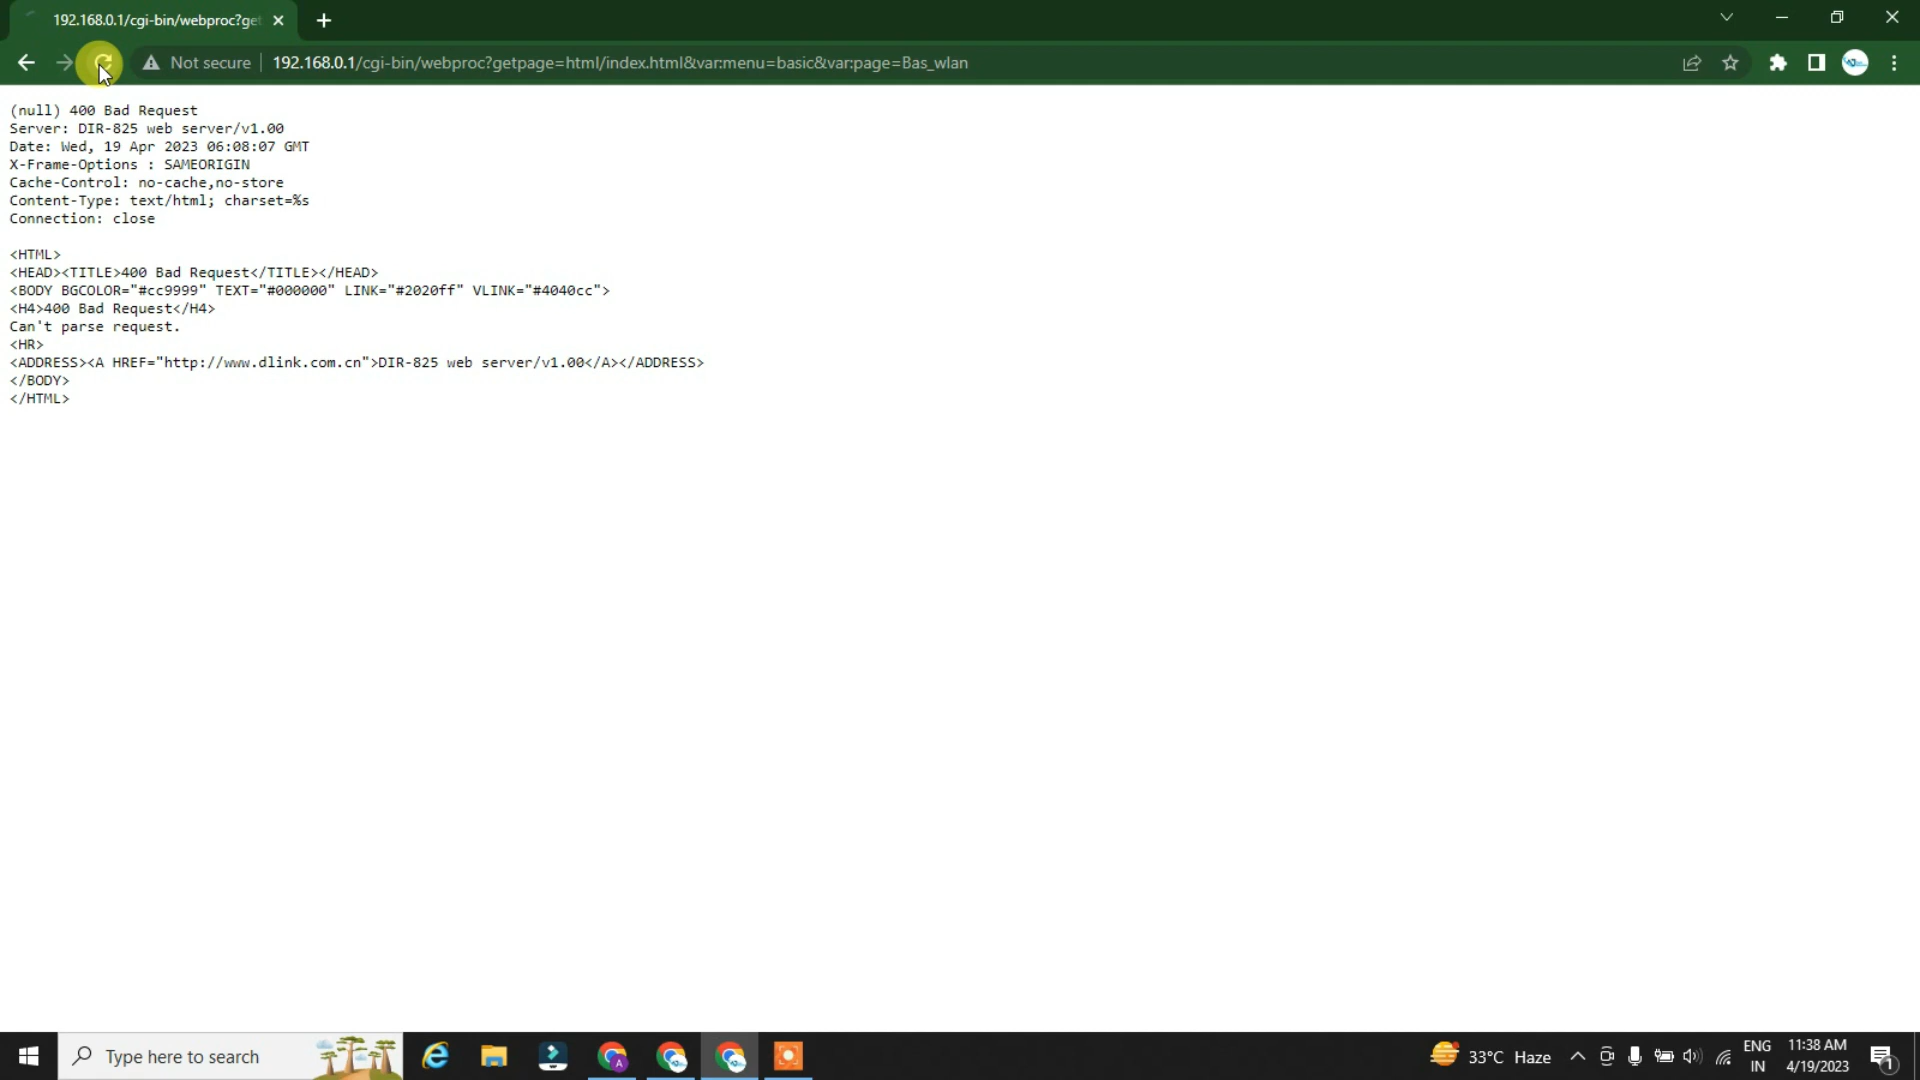 192.168.0.1/cgi-bin/webproc?get
Not secure
192.168.0.1/cgi-bin/webproc?getpage=html/index.html&var:menu=basic&var:page=Bas_wlan
(null) 400 Bad Request
Server: DIR-825 web server/v1.00
Date: Wed, 19 Apr 2023 06:08:07 GMT
X-Frame-Options : SAMEORIGIN
Cache-Control: no-cache,no-store
Content-Type: text/html; charset=%s
Connection: close
<HTML>
<HEAD><TITLE>400 Bad Request</TITLE></HEAD>
<BODY BGCOLOR="#cc9999" TEXT="#000000" LINK="#2020ff" VLINK="#4040cc">
<H4>400 Bad Request</H4>
Can't parse request.
<HR>
<ADDRESS><A HREF="http://www.dlink.com.cn">DIR-825 web server/v1.00</A></ADDRESS>
</BODY>
</HTML>
Type here to search
A
33°C Haze
ENG
IN
11:38 AM
4/19/2023
1